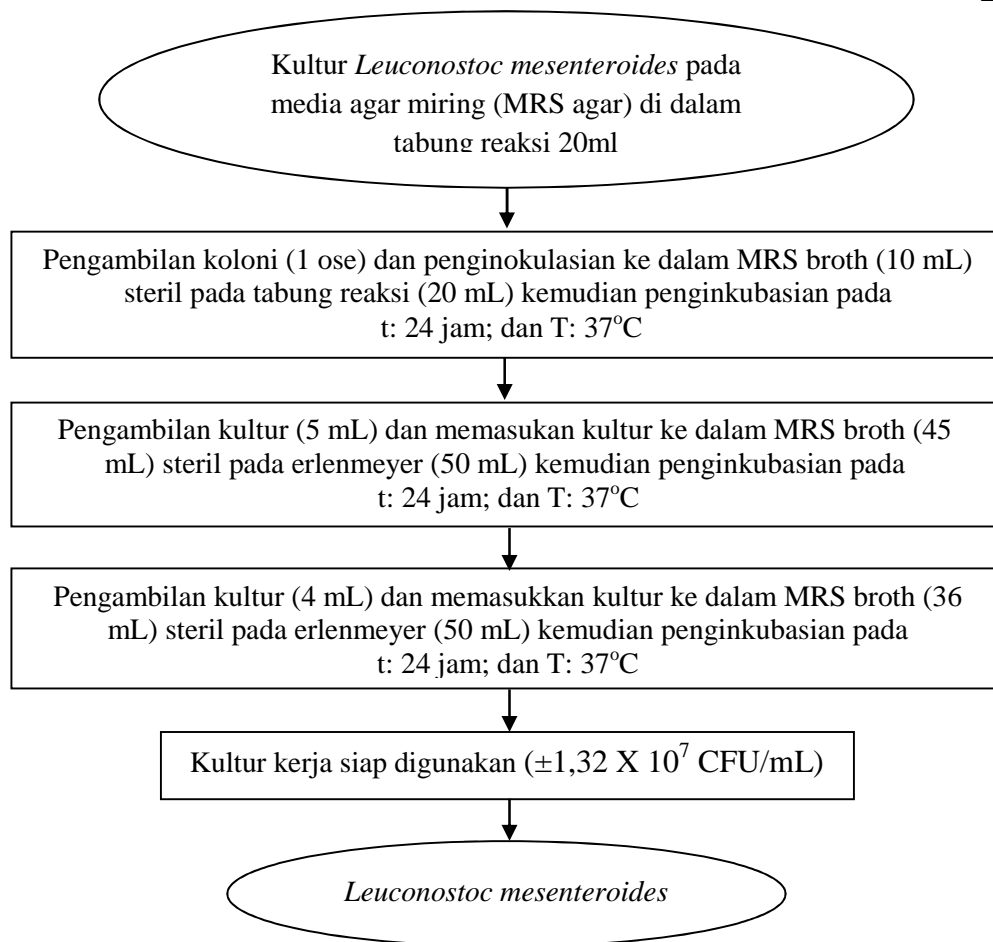 Kultur Leuconostoc mesenteroides pada
media agar miring (MRS agar) di dalam
tabung reaksi 20ml
Pengambilan koloni (1 ose) dan penginokulasian ke dalam MRS broth (10 mL)
steril pada tabung reaksi (20 mL) kemudian penginkubasian pada
t: 24 jam; dan T: 37°C
Pengambilan kultur (5 mL) dan memasukan kultur ke dalam MRS broth (45
mL) steril pada erlenmeyer (50 mL) kemudian penginkubasian pada
t: 24 jam; dan T: 37°C
Pengambilan kultur (4 mL) dan memasukkan kultur ke dalam MRS broth (36
mL) steril pada erlenmeyer (50 mL) kemudian penginkubasian pada
t: 24 jam; dan T: 37°C
Kultur kerja siap digunakan (±1,32 X 10⁷ CFU/mL)
Leuconostoc mesenteroides